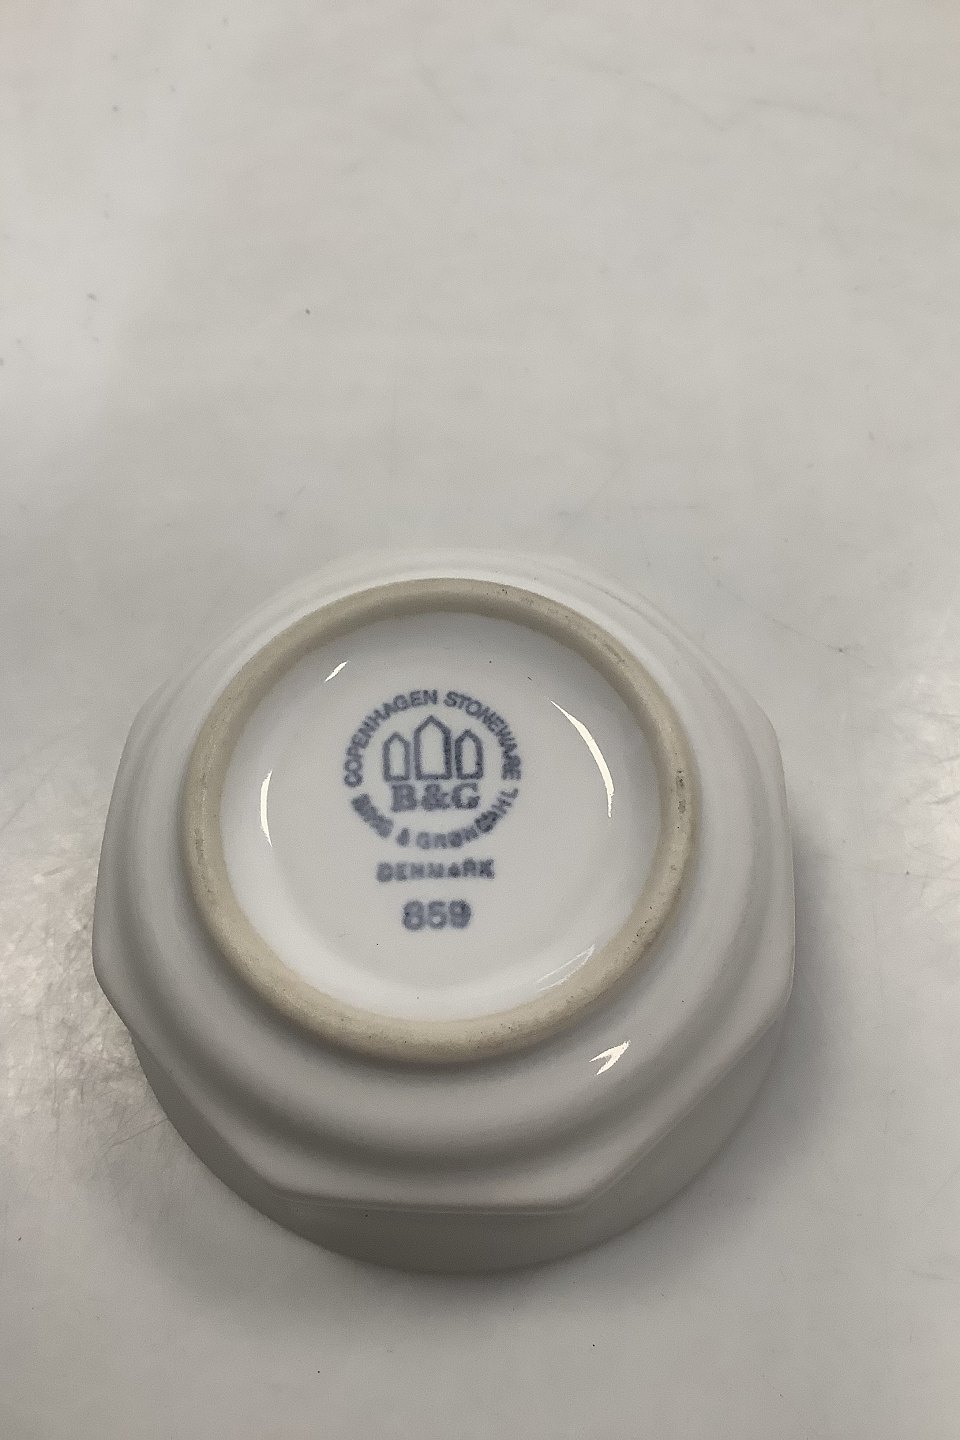 COPENHAGEN STONEWARE
B&G
BING & GRØNDAHL
DENMARK
859